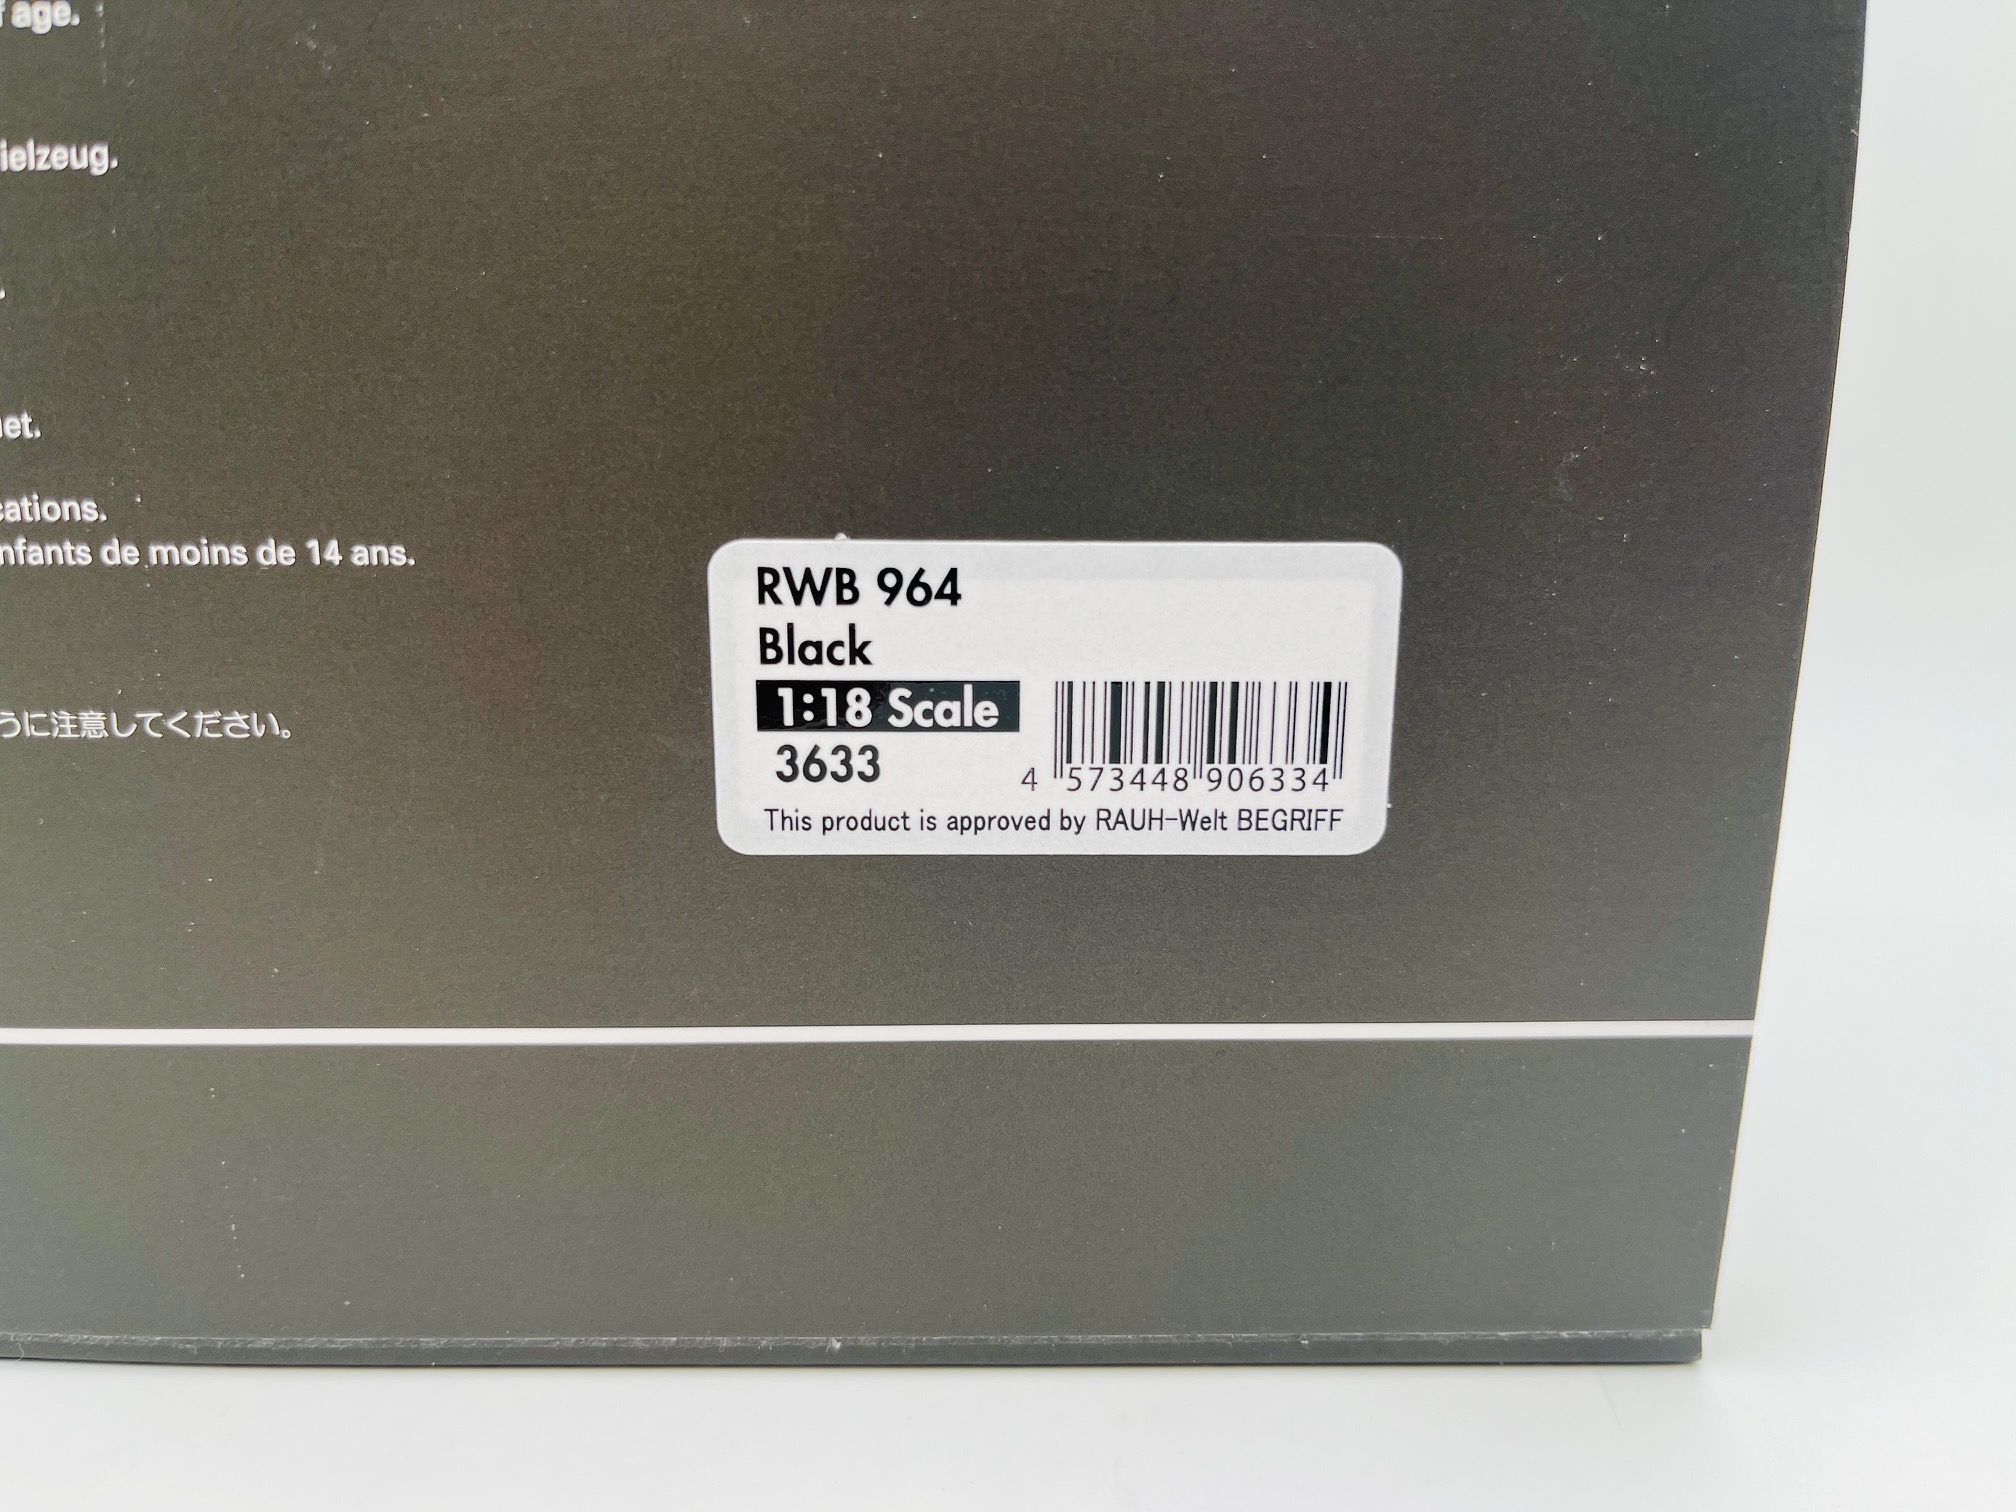 age.
ielzeug.
et.
cations.
nfants de moins de 14 ans.
うに注意してください。
RWB 964
Black
1:18 Scale
3633
4 573448 906334
This product is approved by RAUH-Welt BEGRIFF